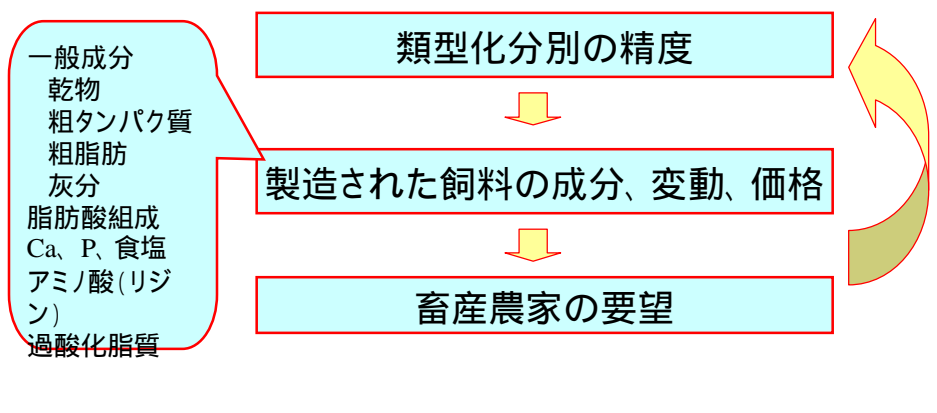 類型化分別の精度
一般成分
乾物
粗タンパク質
粗脂肪
灰分
脂肪酸組成
Ca、P、食塩
アミノ酸(リジ
ン)
過酸化脂質
製造された飼料の成分、変動、価格
畜産農家の要望